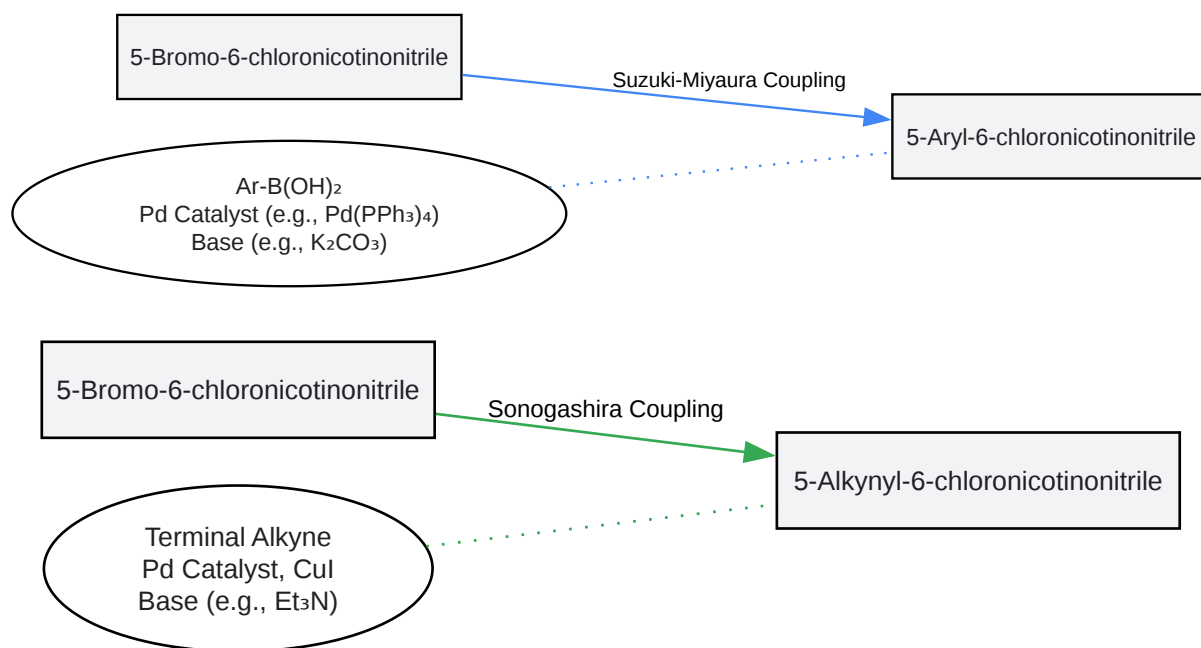 5-Bromo-6-chloronicotinonitrile
Suzuki-Miyaura Coupling
5-Aryl-6-chloronicotinonitrile
Ar-B(OH)₂
Pd Catalyst (e.g., Pd(PPh₃)₄)
Base (e.g., K₂CO₃)
5-Bromo-6-chloronicotinonitrile
Sonogashira Coupling
5-Alkynyl-6-chloronicotinonitrile
Terminal Alkyne
Pd Catalyst, CuI
Base (e.g., Et₃N)